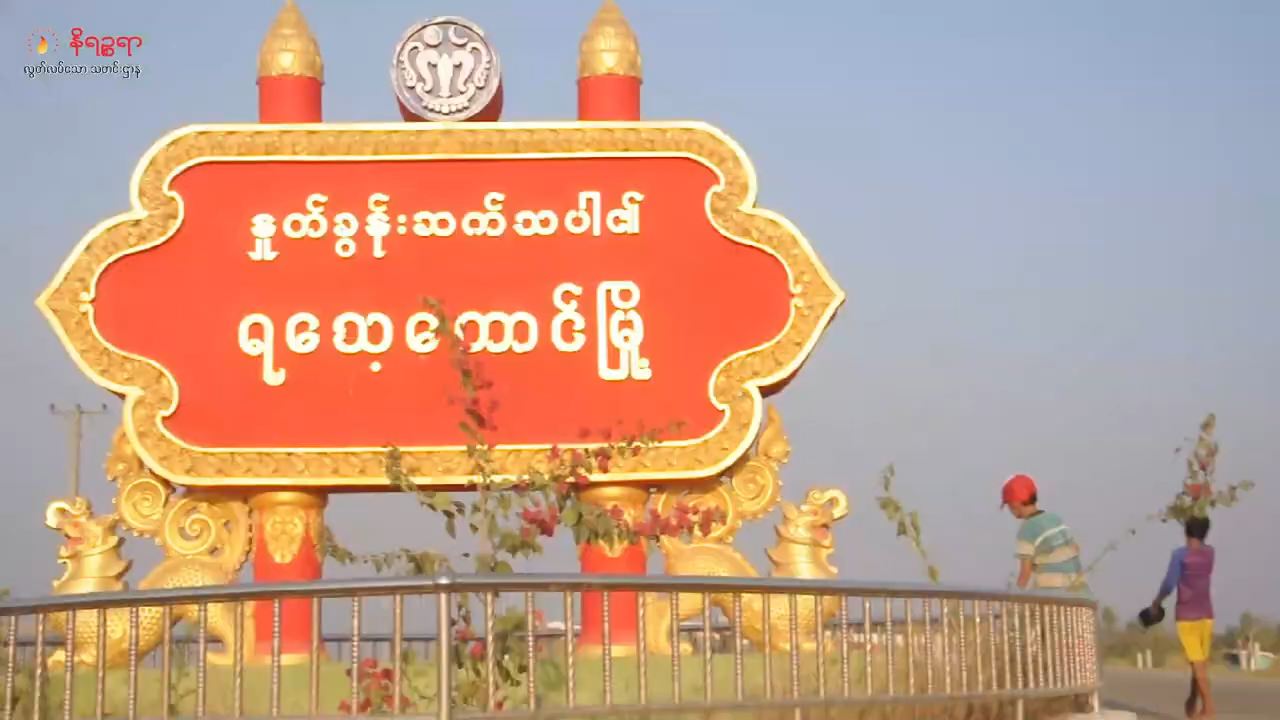 နိရဉ္စရာ
လွတ်လပ်သော သတင်းဌာန
နှုတ်ခွန်းဆက်သပါ၏
ရသေ့တောင်မြို့